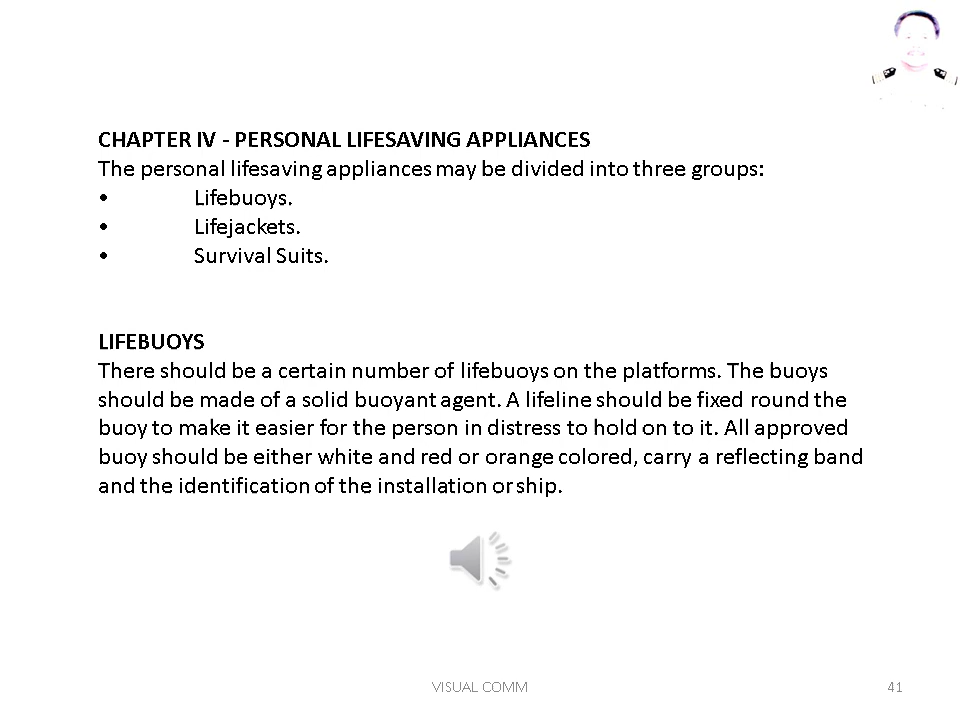 CHAPTER IV - PERSONAL LIFESAVING APPLIANCES
The personal lifesaving appliances may be divided into three groups:
• Lifebuoys.
• Lifejackets.
• Survival Suits.
LIFEBUOYS
There should be a certain number of lifebuoys on the platforms. The buoys
should be made of a solid buoyant agent. A lifeline should be fixed round the
buoy to make it easier for the person in distress to hold on to it. All approved
buoy should be either white and red or orange colored, carry a reflecting band
and the identification of the installation or ship.
VISUAL COMM
41